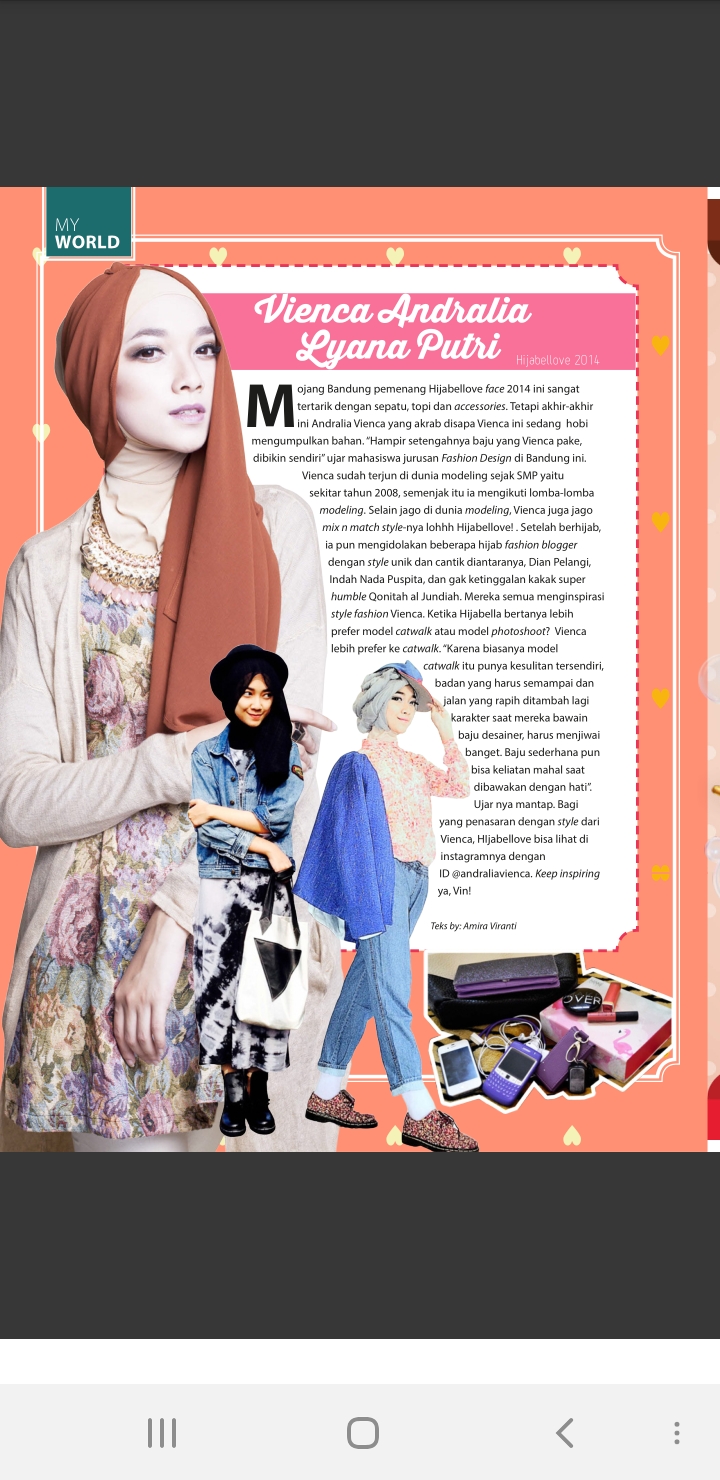 MY
WORLD
Vienca Andralia
Lyana Putri
Hijabellove 2014
Mojang Bandung pemenang Hijabellove face 2014 ini sangat
tertarik dengan sepatu, topi dan accessories. Tetapi akhir-akhir
ini Andralia Vienca yang akrab disapa Vienca ini sedang hobi
mengumpulkan bahan. “Hampir setengahnya baju yang Vienca pake,
dibikin sendiri” ujar mahasiswa jurusan Fashion Design di Bandung ini.
Vienca sudah terjun di dunia modeling sejak SMP yaitu
sekitar tahun 2008, semenjak itu ia mengikuti lomba-lomba
modeling. Selain jago di dunia modeling, Vienca juga jago
mix n match style-nya lohhh Hijabellove! . Setelah berhijab,
ia pun mengidolakan beberapa hijab fashion blogger
dengan style unik dan cantik diantaranya, Dian Pelangi,
Indah Nada Puspita, dan gak ketinggalan kakak super
humble Qonitah al Jundiah. Mereka semua menginspirasi
style fashion Vienca. Ketika Hijabella bertanya lebih
prefer model catwalk atau model photoshoot? Vienca
lebih prefer ke catwalk. “Karena biasanya model
catwalk itu punya kesulitan tersendiri,
badan yang harus semampai dan
jalan yang rapih ditambah lagi
karakter saat mereka bawain
baju desainer, harus menjiwai
banget. Baju sederhana pun
bisa keliatan mahal saat
dibawakan dengan hati”.
Ujar nya mantap. Bagi
yang penasaran dengan style dari
Vienca, HIjabellove bisa lihat di
instagramnya dengan
ID @andraliavienca. Keep inspiring
ya, Vin!
Teks by: Amira Viranti
OVER